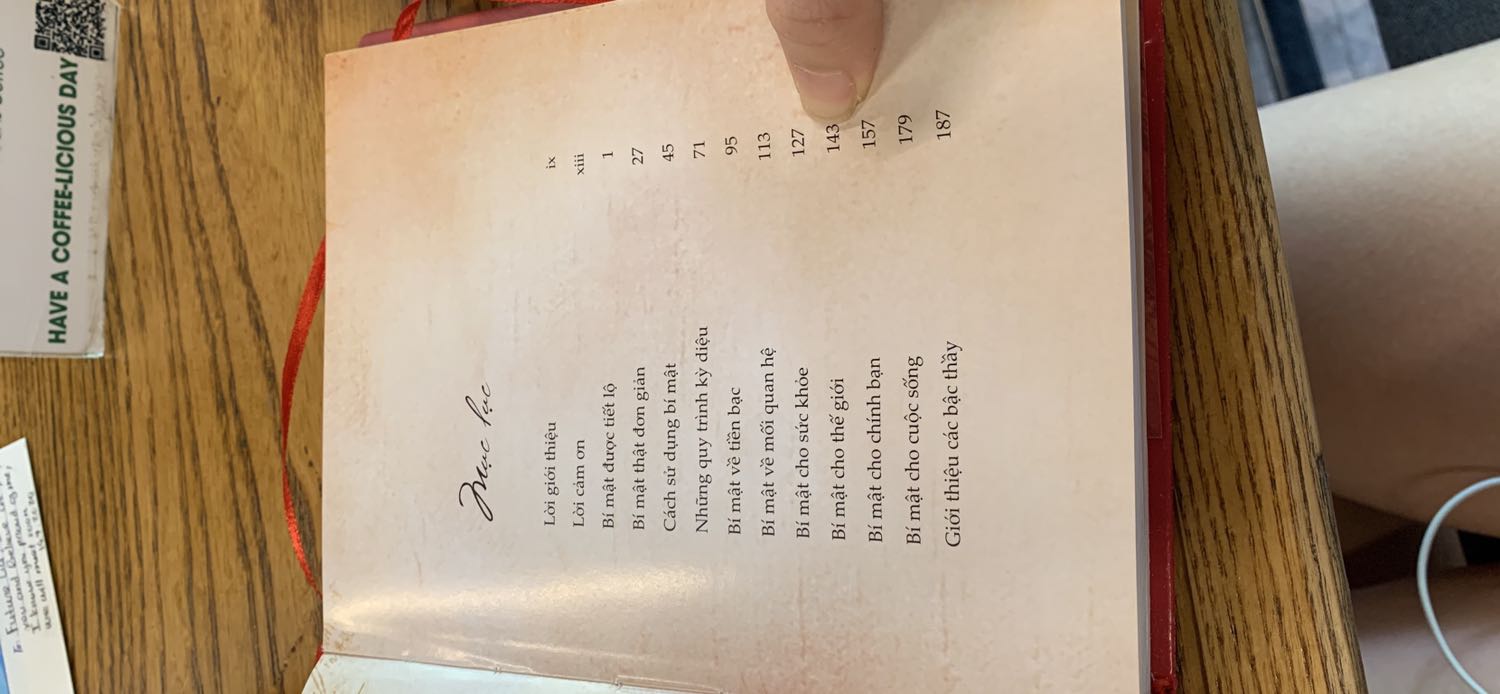 Mục lục
Lời giới thiệu ix
Lời cảm ơn xiii
Bí mật được tiết lộ 1
Bí mật thật đơn giản 27
Cách sử dụng bí mật 45
Những quy trình kỳ diệu 71
Bí mật về tiền bạc 95
Bí mật về mối quan hệ 113
Bí mật cho sức khỏe 127
Bí mật cho thế giới 143
Bí mật cho chính bạn 157
Bí mật cho cuộc sống 179
Giới thiệu các bậc thầy 187
HAVE A COFFEE-LICIOUS DAY